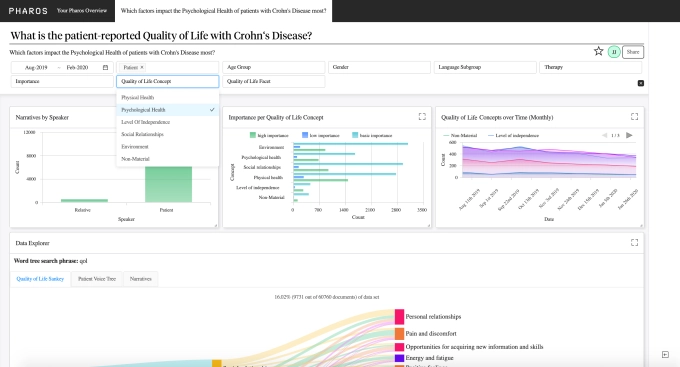 PHAROS Your Pharos Overview Which factors impact the Psychological Health of patients with Crohn's Disease most?
What is the patient-reported Quality of Life with Crohn's Disease?
Which factors impact the Psychological Health of patients with Crohn's Disease most?
JJ Share
Aug-2019 ~ Feb-2020 Patient × Age Group Gender Language Subgroup Therapy
Importance Quality of Life Concept Quality of Life Facet
Physical Health
Psychological Health
Level Of Independence
Social Relationships
Environment
Non-Material
Narratives by Speaker
12000
8000
4000
0
Count
Relative Patient
Speaker
Importance per Quality of Life Concept
high importance low importance basic importance
Environment
Psychological health
Social relationships
Physical health
Level of independence
Non Material
Concept
0 700 1400 2100 2800 3500
Count
Quality of Life Concepts over Time (Monthly)
Non-Material Level of independence 1/3
600
400
200
0
Count
Aug 11th 2019 Sep 1st 2019 Sep 22nd 2019 Oct 13th 2019 Nov 3rd 2019 Nov 24th 2019 Dec 15th 2019 Jan 5th 2020 Jan 26th 2020
Date
Data Explorer
Word tree search phrase: qol
Quality of Life Sankey Patient Voice Tree Narratives
16.02% (9731 out of 60760 documents) of data set
Personal relationships
Pain and discomfort
Opportunities for acquiring new information and skills
Energy and fatigue